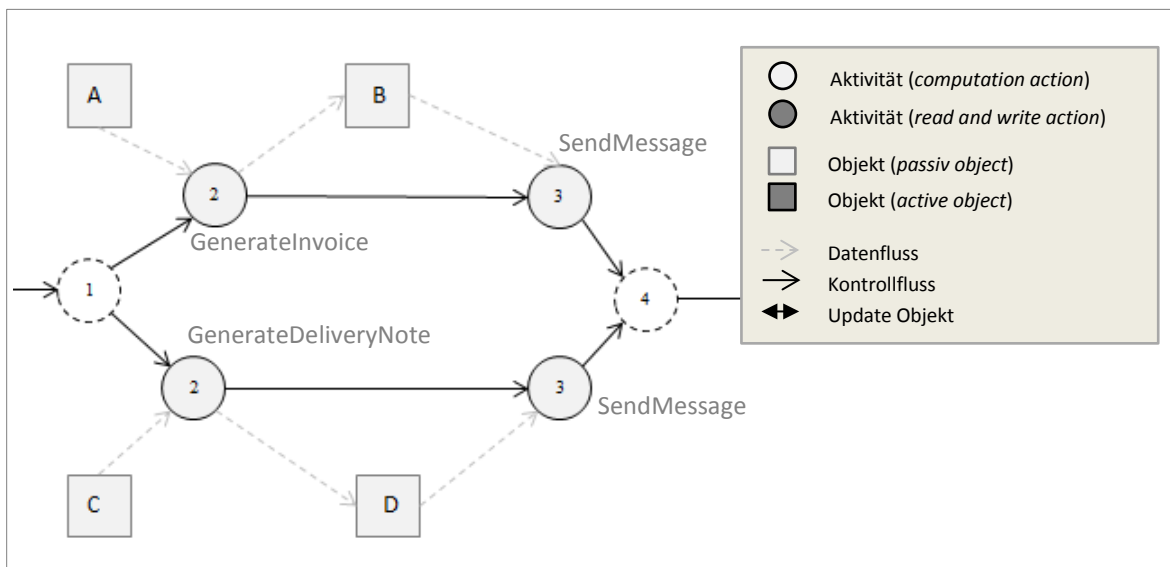 A
B
SendMessage
2
3
GenerateInvoice
1
4
GenerateDeliveryNote
2
3
SendMessage
C
D
Aktivität (computation action)
Aktivität (read and write action)
Objekt (passiv object)
Objekt (active object)
Datenfluss
Kontrollfluss
Update Objekt